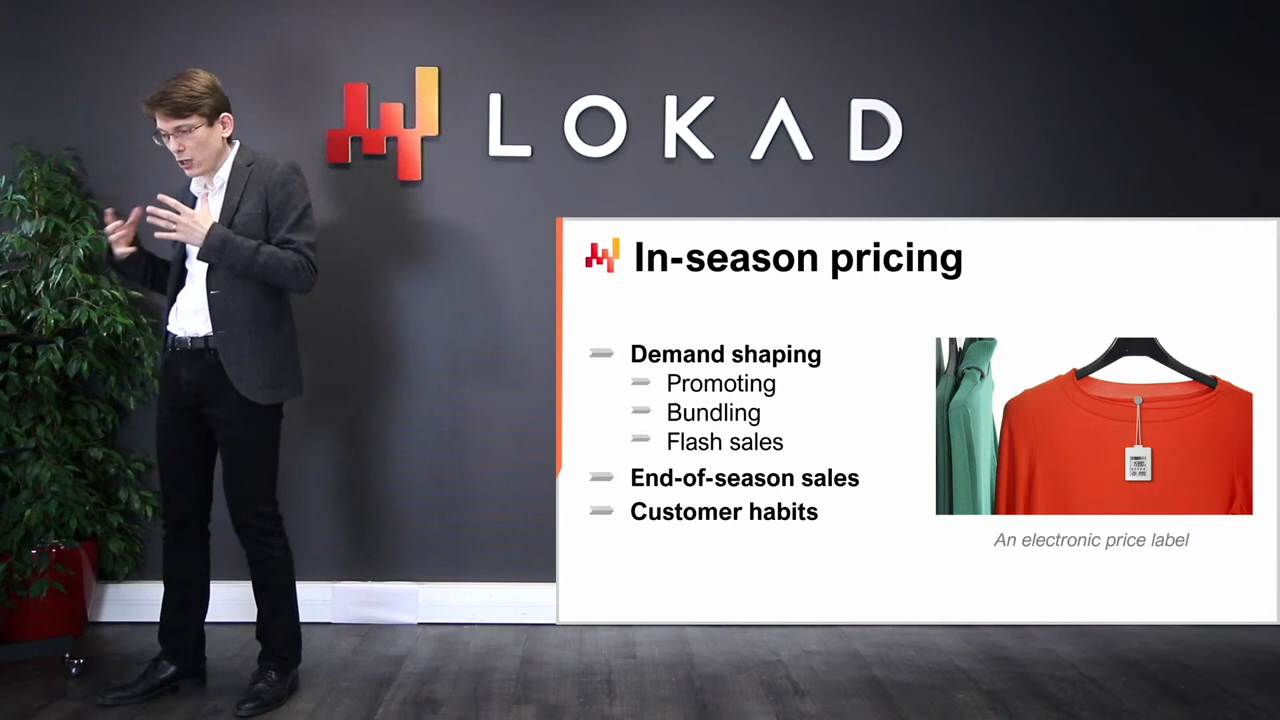 LOKAD
In-season pricing
Demand shaping
Promoting
Bundling
Flash sales
End-of-season sales
Customer habits
An electronic price label